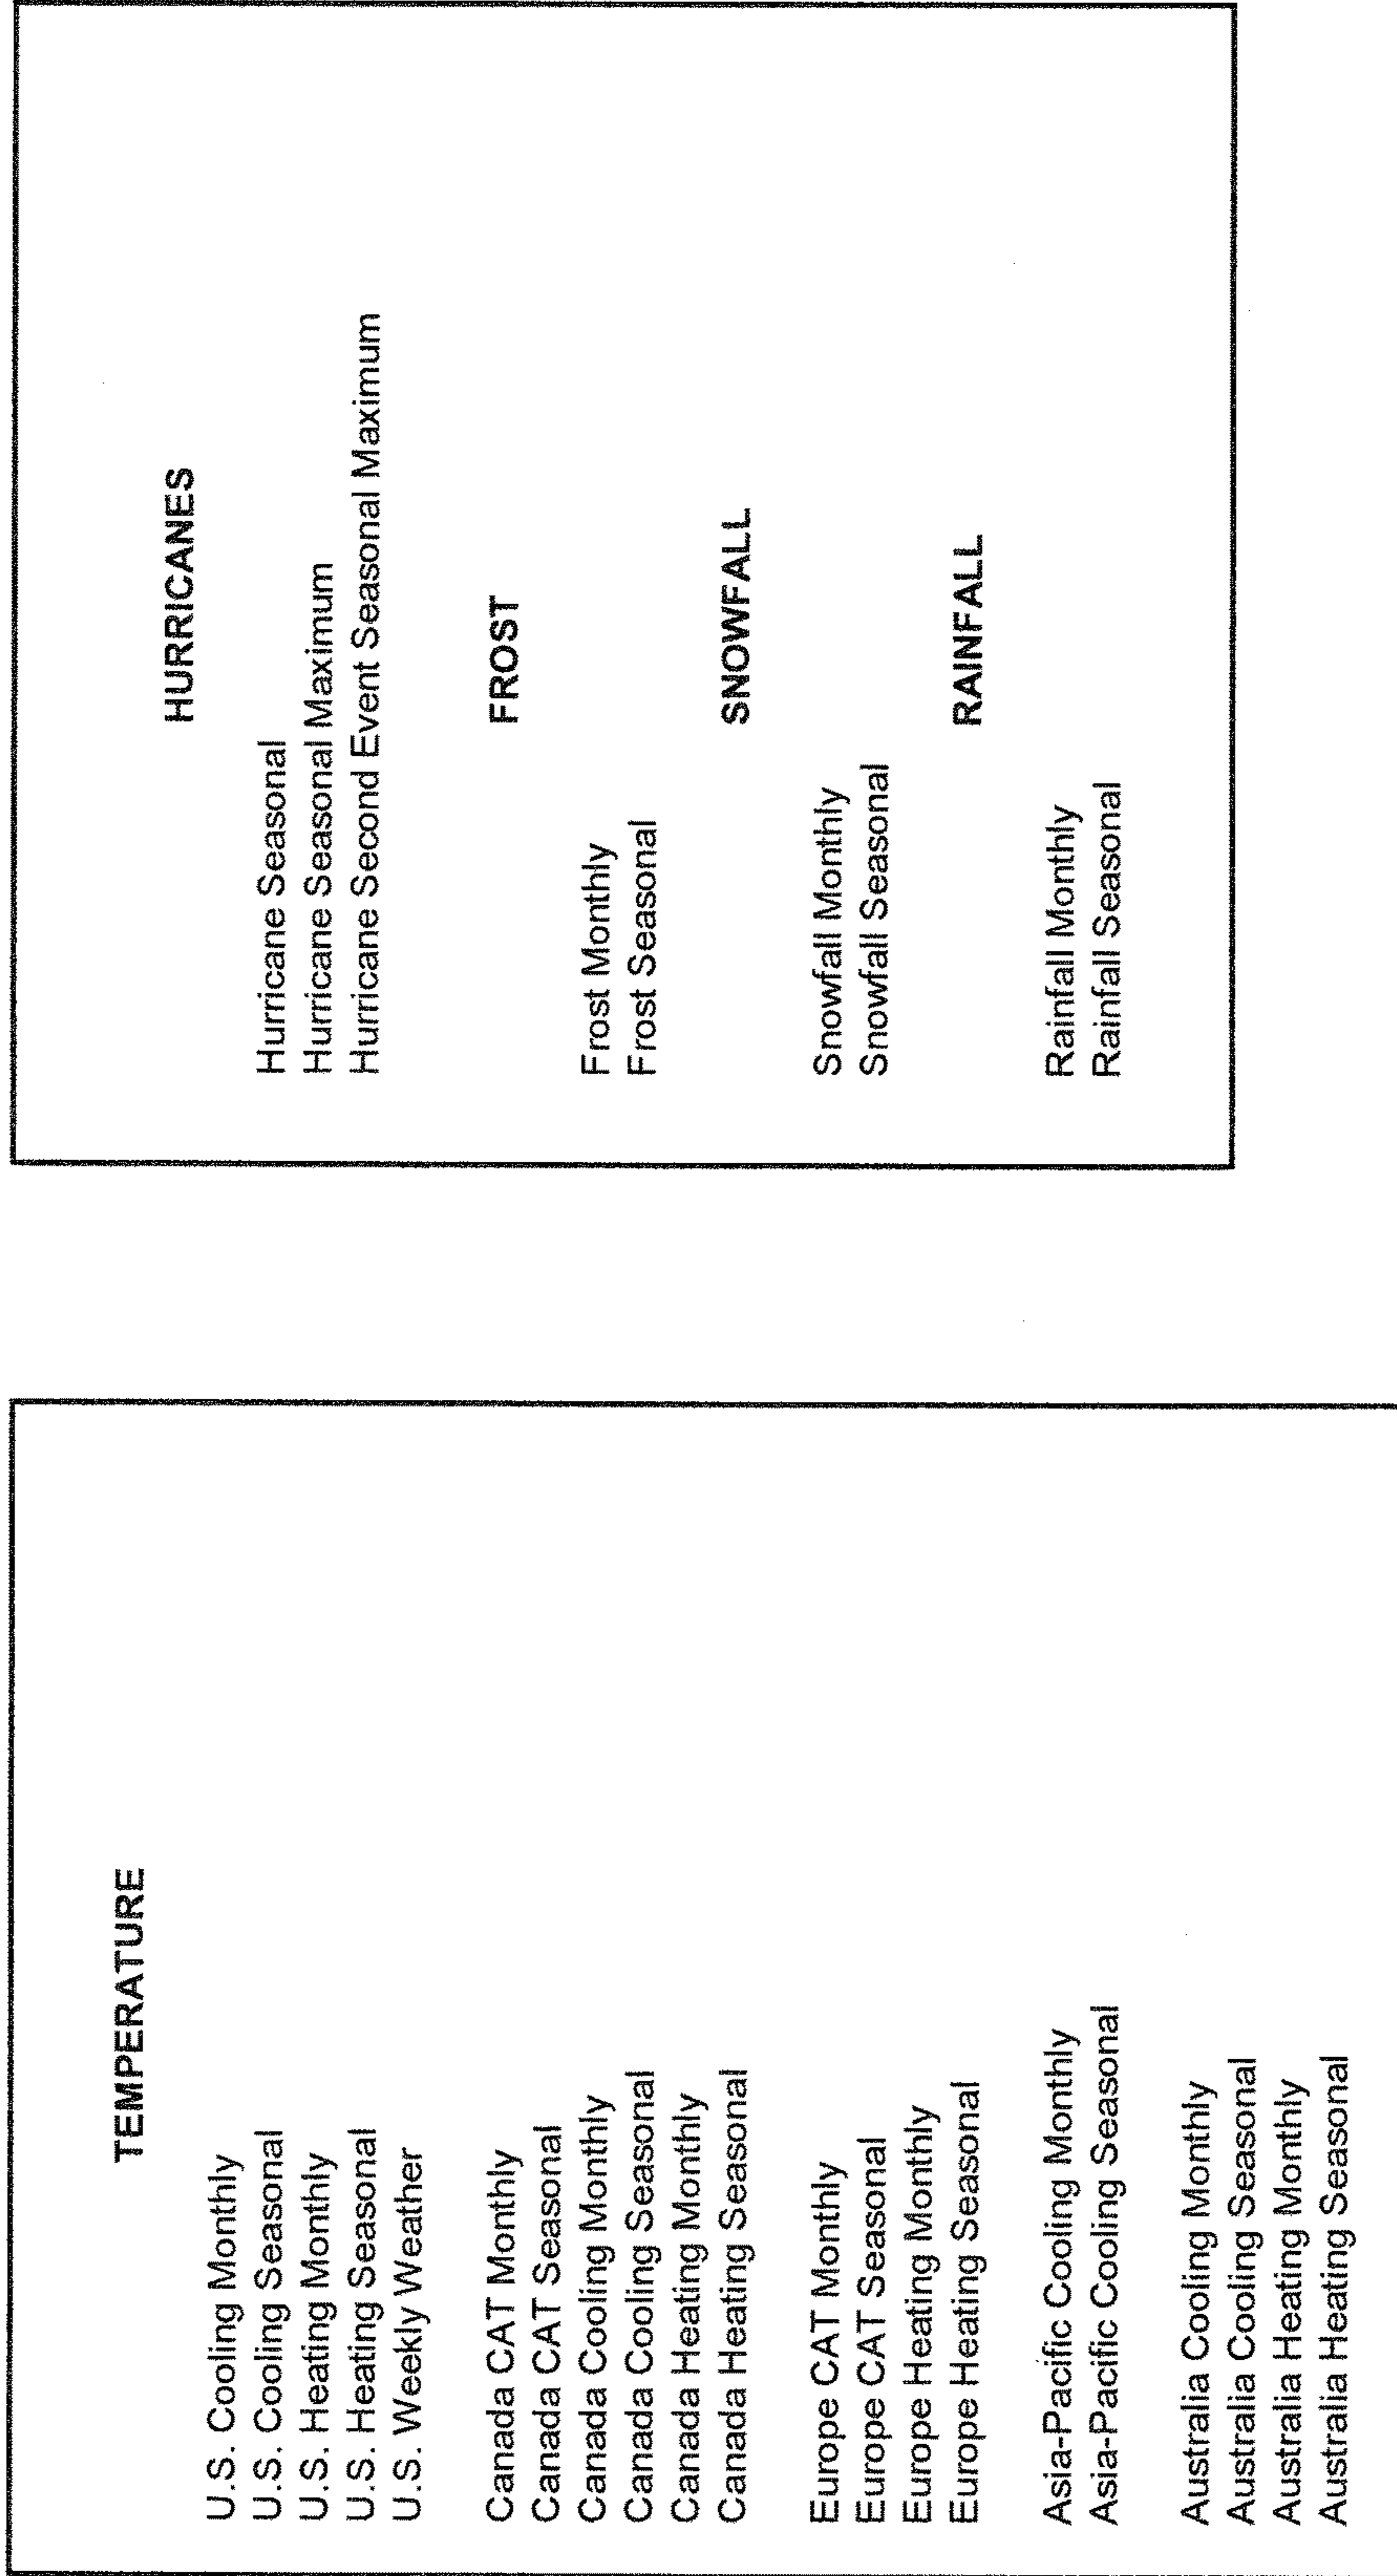 TEMPERATURE
U.S. Cooling Monthly
U.S. Cooling Seasonal
U.S. Heating Monthly
U.S. Heating Seasonal
U.S. Weekly Weather
Canada CAT Monthly
Canada CAT Seasonal
Canada Cooling Monthly
Canada Cooling Seasonal
Canada Heating Monthly
Canada Heating Seasonal
Europe CAT Monthly
Europe CAT Seasonal
Europe Heating Monthly
Europe Heating Seasonal
Asia-Pacific Cooling Monthly
Asia-Pacific Cooling Seasonal
Australia Cooling Monthly
Australia Cooling Seasonal
Australia Heating Monthly
Australia Heating Seasonal
HURRICANES
Hurricane Seasonal
Hurricane Seasonal Maximum
Hurricane Second Event Seasonal Maximum
FROST
Frost Monthly
Frost Seasonal
SNOWFALL
Snowfall Monthly
Snowfall Seasonal
RAINFALL
Rainfall Monthly
Rainfall Seasonal